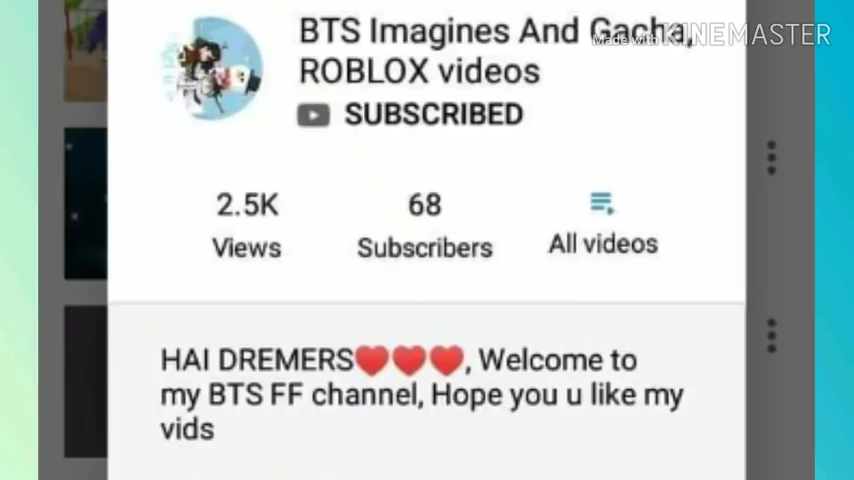 BTS Imagines And Gacha,
Made with KINEMASTER
ROBLOX videos
SUBSCRIBED
2.5K 68
Views Subscribers All videos
HAI DREMERS❤❤❤, Welcome to
my BTS FF channel, Hope you u like my
vids